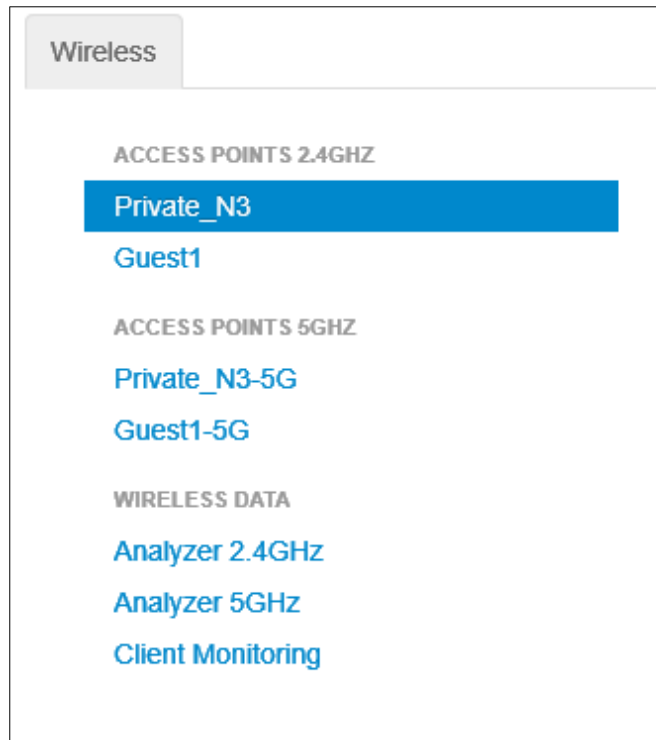 Wireless
ACCESS POINTS 2.4GHZ
Private_N3
Guest1
ACCESS POINTS 5GHZ
Private_N3-5G
Guest1-5G
WIRELESS DATA
Analyzer 2.4GHz
Analyzer 5GHz
Client Monitoring